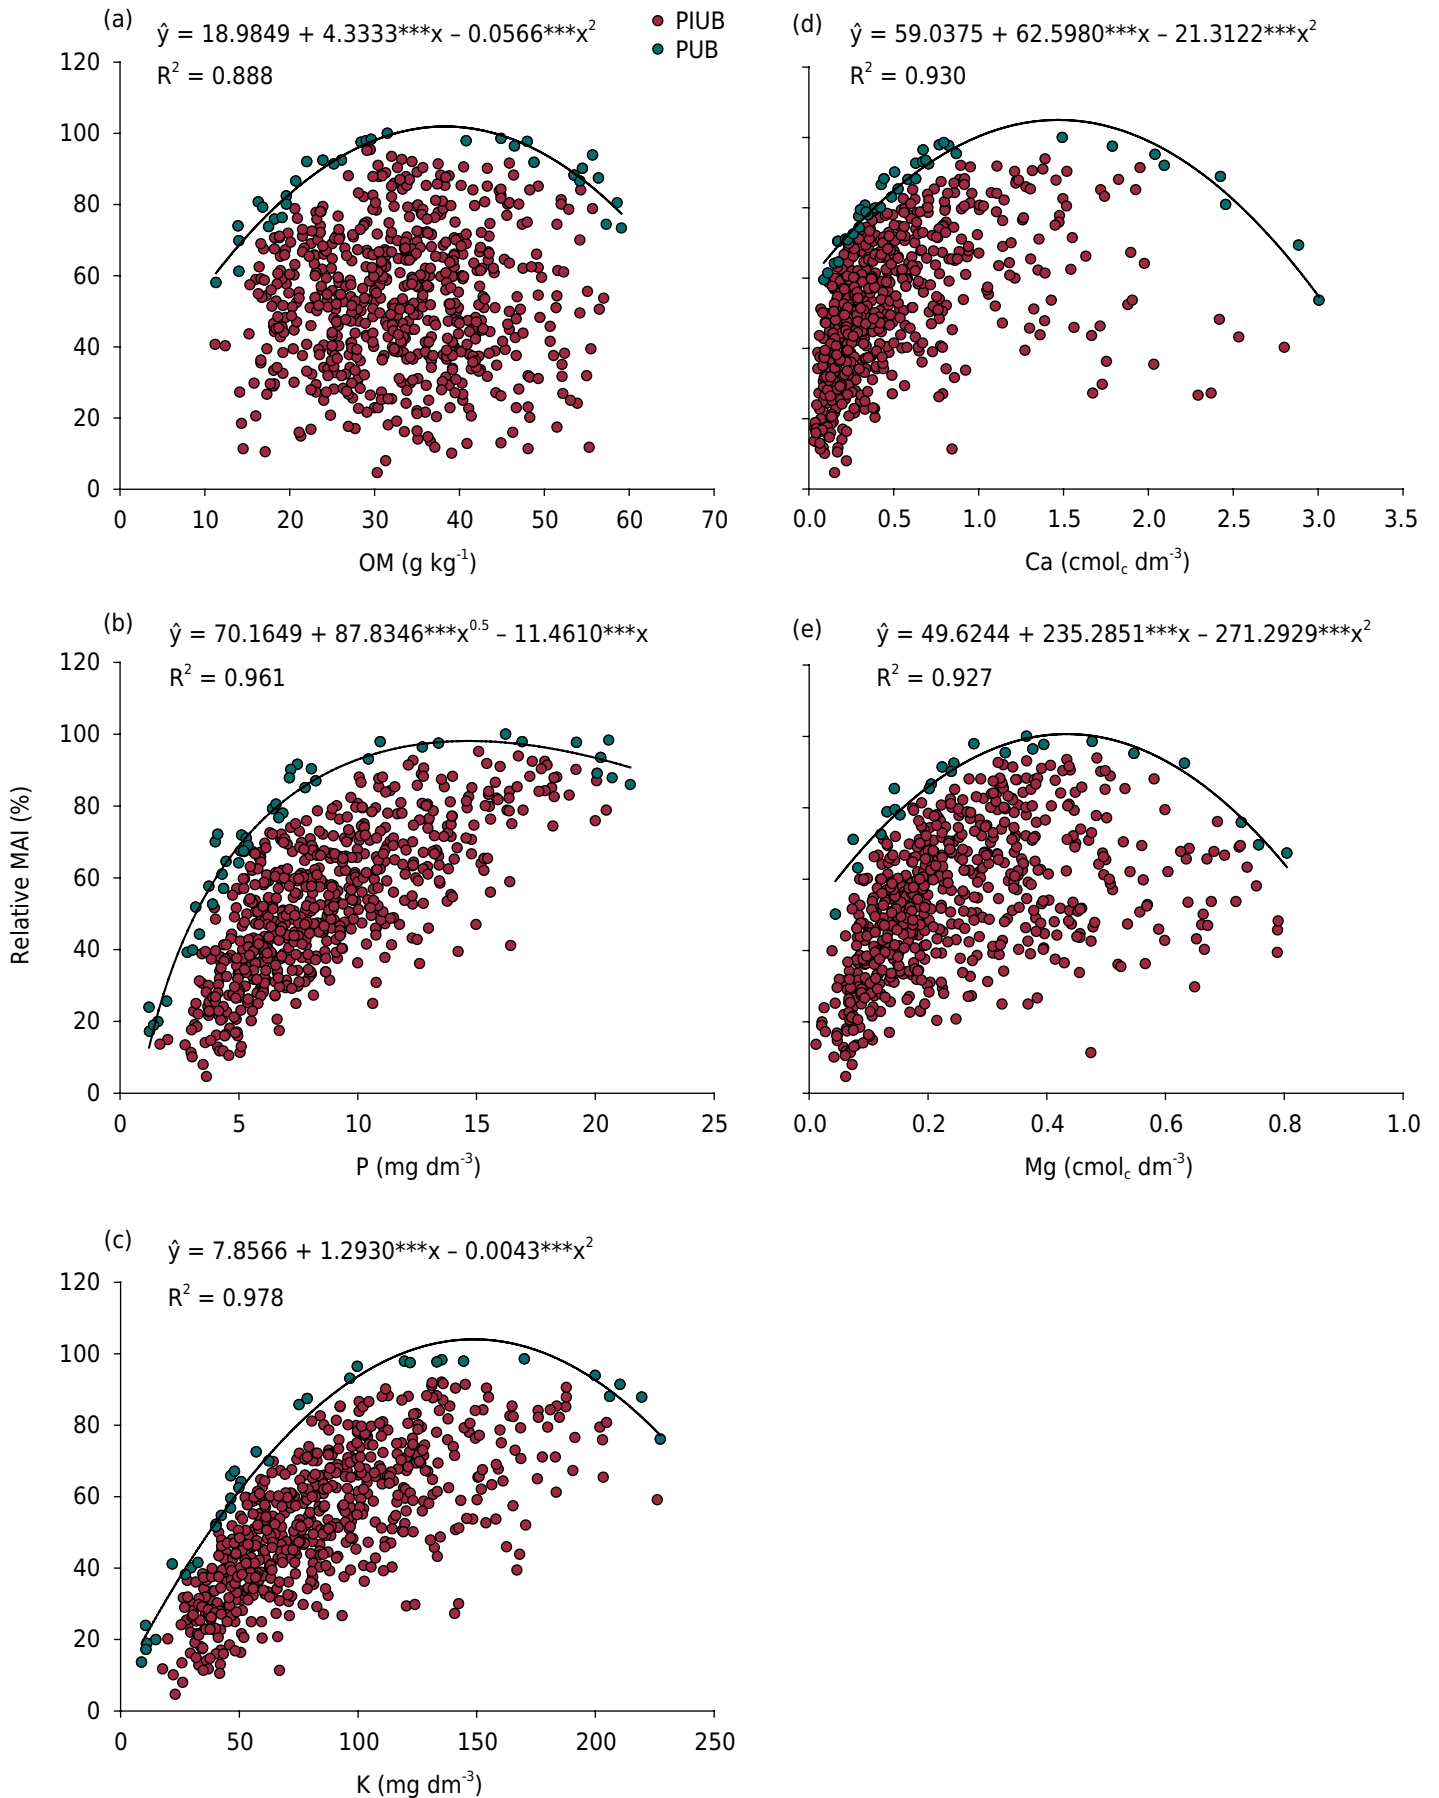 (a)
ŷ = 18.9849 + 4.3333***x – 0.0566***x²
R² = 0.888
PIUB
PUB
120
100
80
60
40
20
0
0 10 20 30 40 50 60 70
OM (g kg⁻¹)
(d)
ŷ = 59.0375 + 62.5980***x – 21.3122***x²
R² = 0.930
0.0 0.5 1.0 1.5 2.0 2.5 3.0 3.5
Ca (cmol꜀ dm⁻³)
(b)
ŷ = 70.1649 + 87.8346***x⁰·⁵ – 11.4610***x
R² = 0.961
120
100
80
60
40
20
0
0 5 10 15 20 25
P (mg dm⁻³)
Relative MAI (%)
(e)
ŷ = 49.6244 + 235.2851***x – 271.2929***x²
R² = 0.927
0.0 0.2 0.4 0.6 0.8 1.0
Mg (cmol꜀ dm⁻³)
(c)
ŷ = 7.8566 + 1.2930***x – 0.0043***x²
R² = 0.978
120
100
80
60
40
20
0
0 50 100 150 200 250
K (mg dm⁻³)